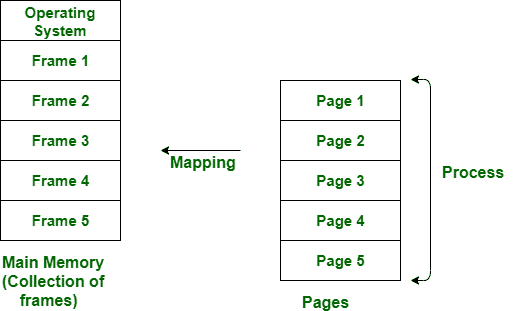 Operating
System
Frame 1
Frame 2
Frame 3
Frame 4
Frame 5
Main Memory
(Collection of
frames)
Mapping
Page 1
Page 2
Page 3
Page 4
Page 5
Pages
Process